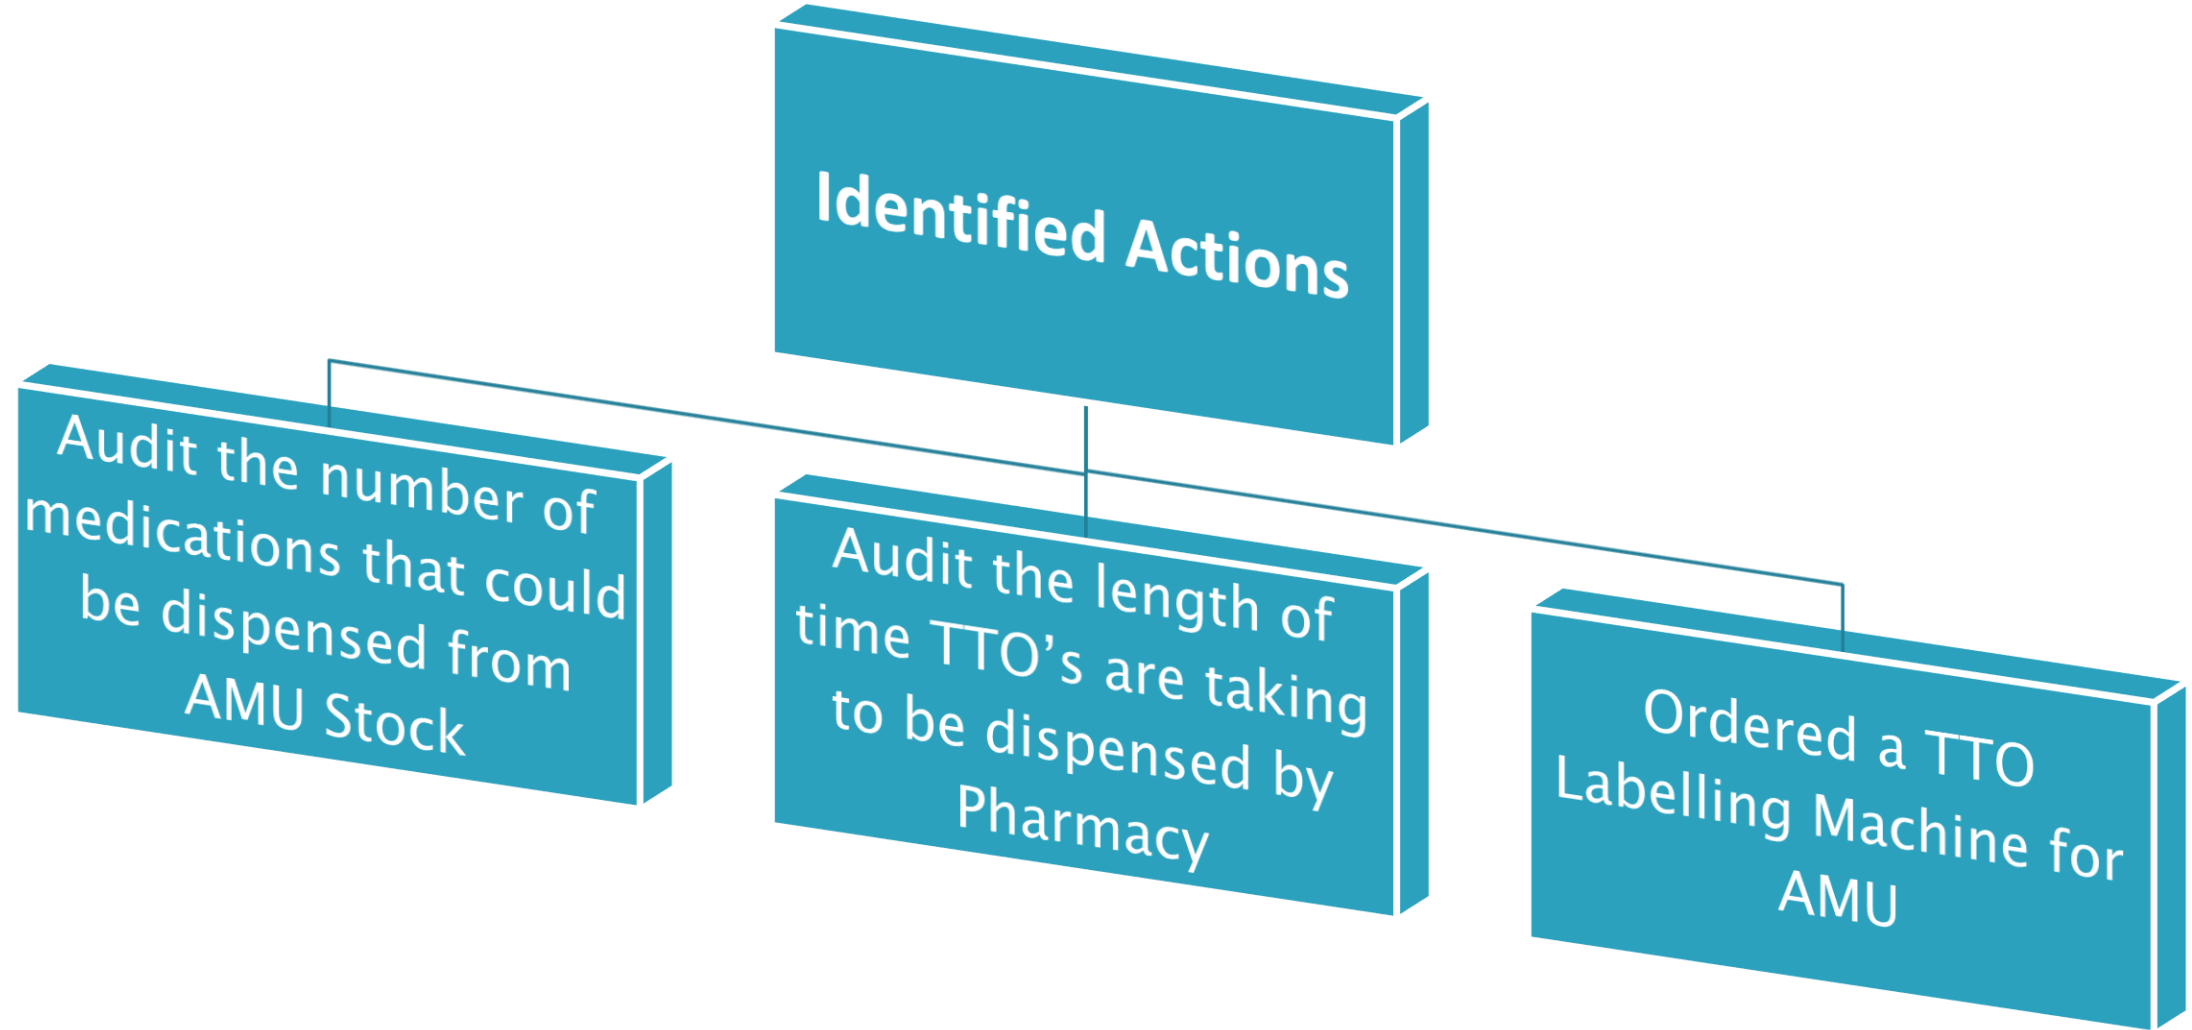 Identified Actions
Audit the number of
medications that could
be dispensed from
AMU Stock
Audit the length of
time TTO’s are taking
to be dispensed by
Pharmacy
Ordered a TTO
Labelling Machine for
AMU